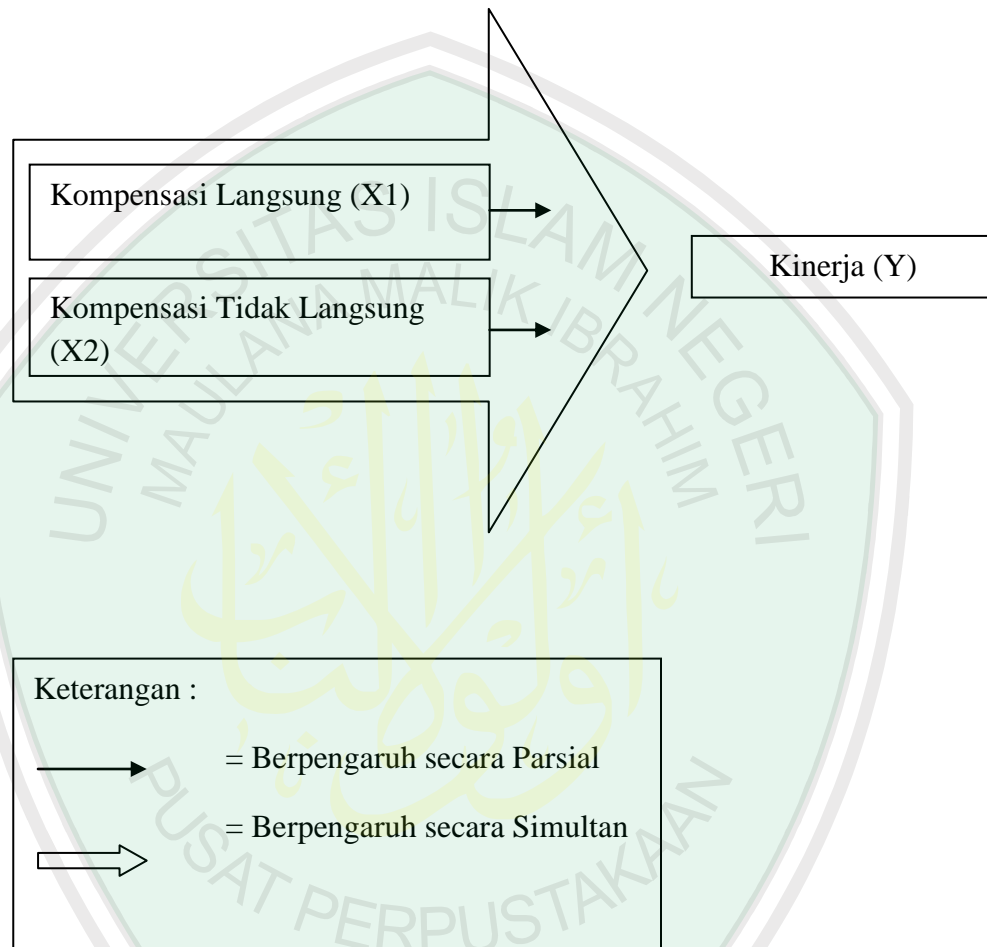 Kompensasi Langsung (X1)
Kompensasi Tidak Langsung
(X2)
Kinerja (Y)
Keterangan :
= Berpengaruh secara Parsial
= Berpengaruh secara Simultan
UNIVERSITAS ISLAM NEGERI
MAULANA MALIK IBRAHIM
PUSAT PERPUSTAKAAN